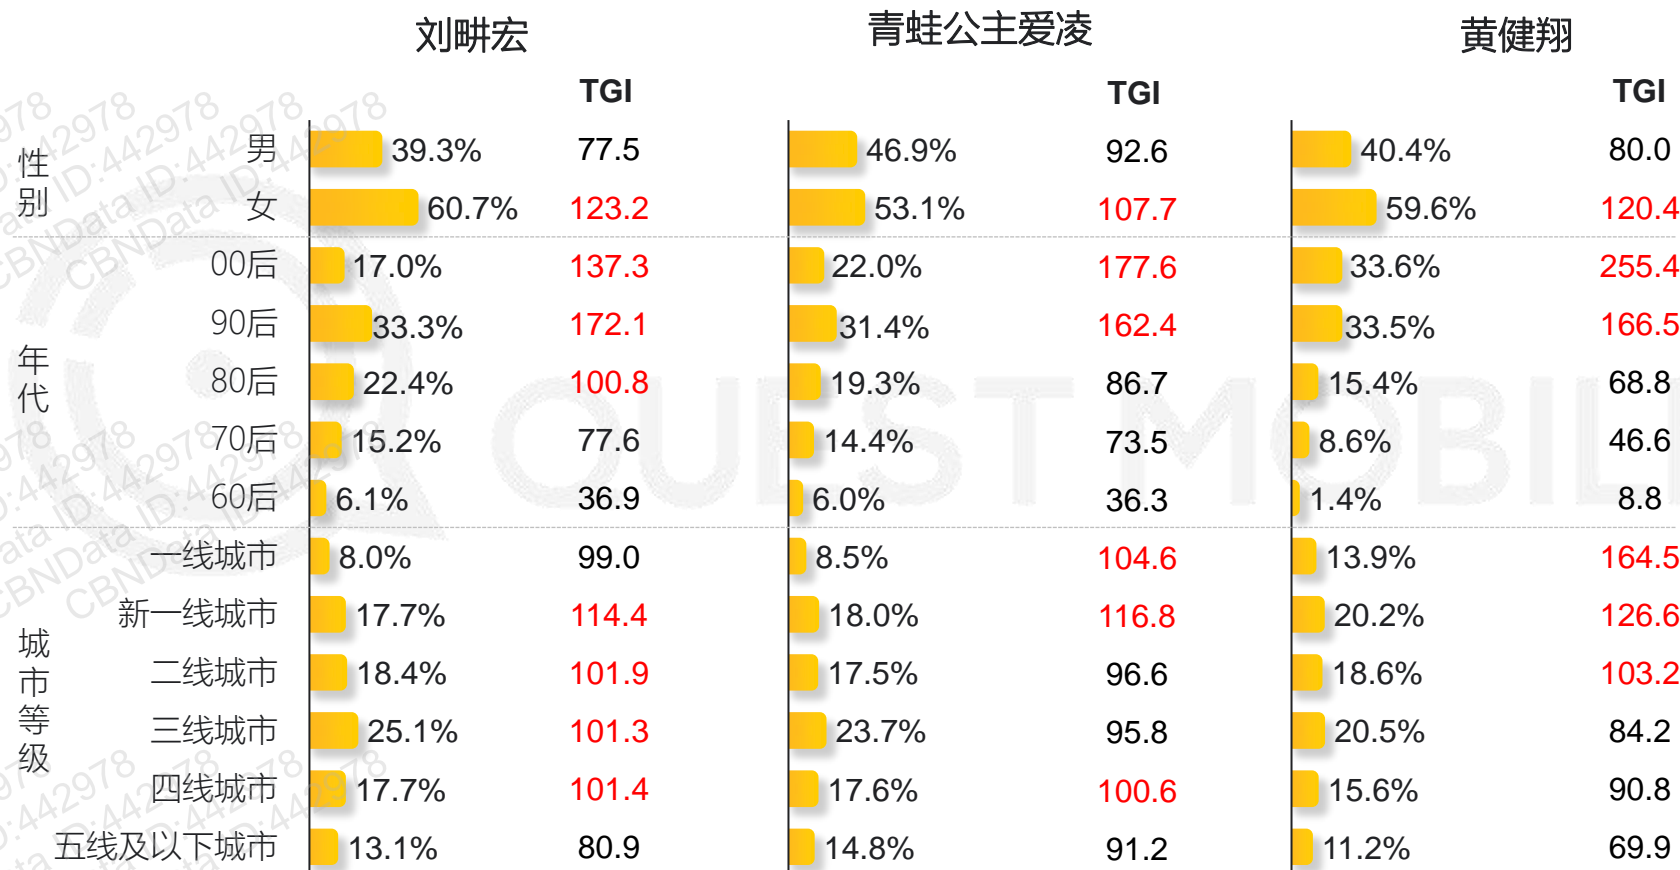 刘畊宏 青蛙公主爱凌 黄健翔
TGI TGI TGI
性别
男 39.3% 77.5 46.9% 92.6 40.4% 80.0
女 60.7% 123.2 53.1% 107.7 59.6% 120.4
年代
00后 17.0% 137.3 22.0% 177.6 33.6% 255.4
90后 33.3% 172.1 31.4% 162.4 33.5% 166.5
80后 22.4% 100.8 19.3% 86.7 15.4% 68.8
70后 15.2% 77.6 14.4% 73.5 8.6% 46.6
60后 6.1% 36.9 6.0% 36.3 1.4% 8.8
城市等级
一线城市 8.0% 99.0 8.5% 104.6 13.9% 164.5
新一线城市 17.7% 114.4 18.0% 116.8 20.2% 126.6
二线城市 18.4% 101.9 17.5% 96.6 18.6% 103.2
三线城市 25.1% 101.3 23.7% 95.8 20.5% 84.2
四线城市 17.7% 101.4 17.6% 100.6 15.6% 90.8
五线及以下城市 13.1% 80.9 14.8% 91.2 11.2% 69.9
QUEST MOBIL
CBNData ID:442978